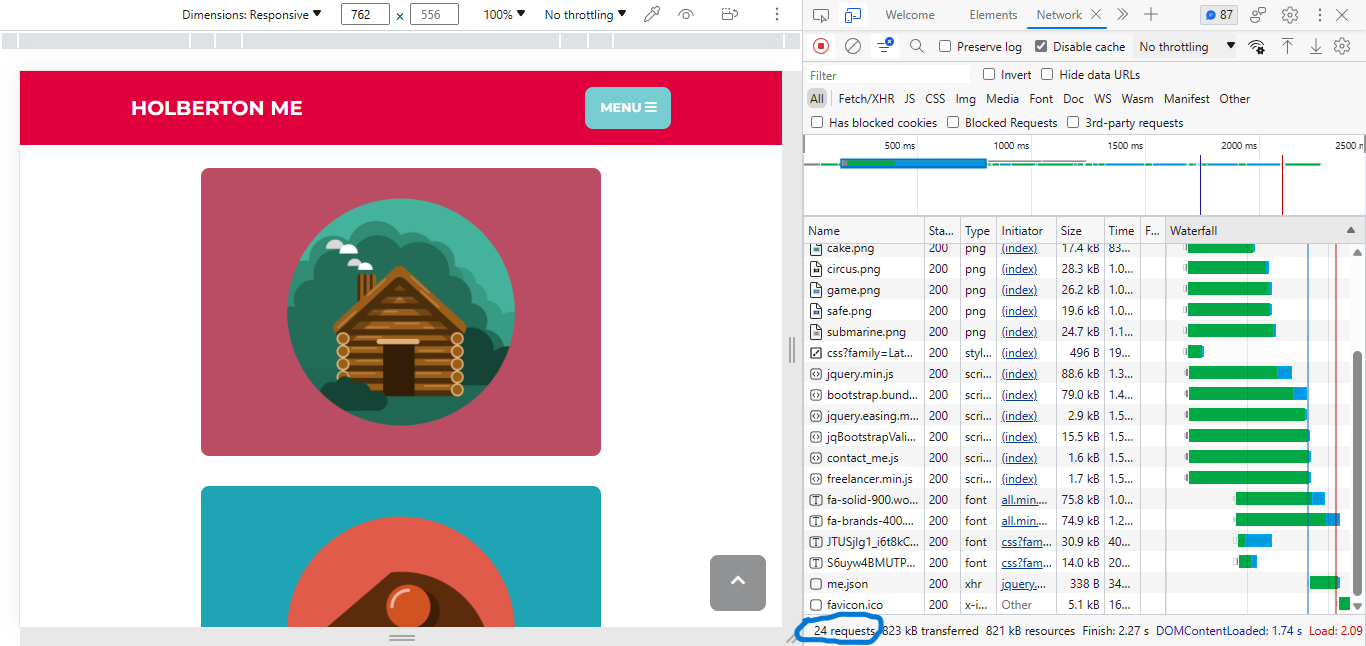 Dimensions: Responsive 762 × 556 100% No throttling
Welcome Elements Network 87
Preserve log Disable cache No throttling
Filter Invert Hide data URLs
All Fetch/XHR JS CSS Img Media Font Doc WS Wasm Manifest Other
Has blocked cookies Blocked Requests 3rd-party requests
500 ms 1000 ms 1500 ms 2000 ms 2500 m
HOLBERTON ME MENU
Name Sta... Type Initiator Size Time F... Waterfall
cake.png 200 png (index) 17.4 kB 83...
circus.png 200 png (index) 28.3 kB 1.0...
game.png 200 png (index) 26.2 kB 1.0...
safe.png 200 png (index) 19.6 kB 1.0...
submarine.png 200 png (index) 24.7 kB 1.1...
css?family=Lat... 200 styl... (index) 496 B 19...
jquery.min.js 200 scri... (index) 88.6 kB 1.3...
bootstrap.bund... 200 scri... (index) 79.0 kB 1.4...
jquery.easing.m... 200 scri... (index) 2.9 kB 1.5...
jqBootstrapVali... 200 scri... (index) 15.5 kB 1.5...
contact_me.js 200 scri... (index) 1.6 kB 1.5...
freelancer.min.js 200 scri... (index) 1.7 kB 1.5...
fa-solid-900.wo... 200 font all.min.... 75.8 kB 1.0...
fa-brands-400.... 200 font all.min.... 74.9 kB 1.2...
JTUSjIg1_i6t8kC... 200 font css?fam... 30.9 kB 40...
S6uyw4BMUTP... 200 font css?fam... 14.0 kB 20...
me.json 200 xhr jquery.... 338 B 34...
favicon.ico 200 x-i... Other 5.1 kB 16...
24 requests 823 kB transferred 821 kB resources Finish: 2.27 s DOMContentLoaded: 1.74 s Load: 2.09